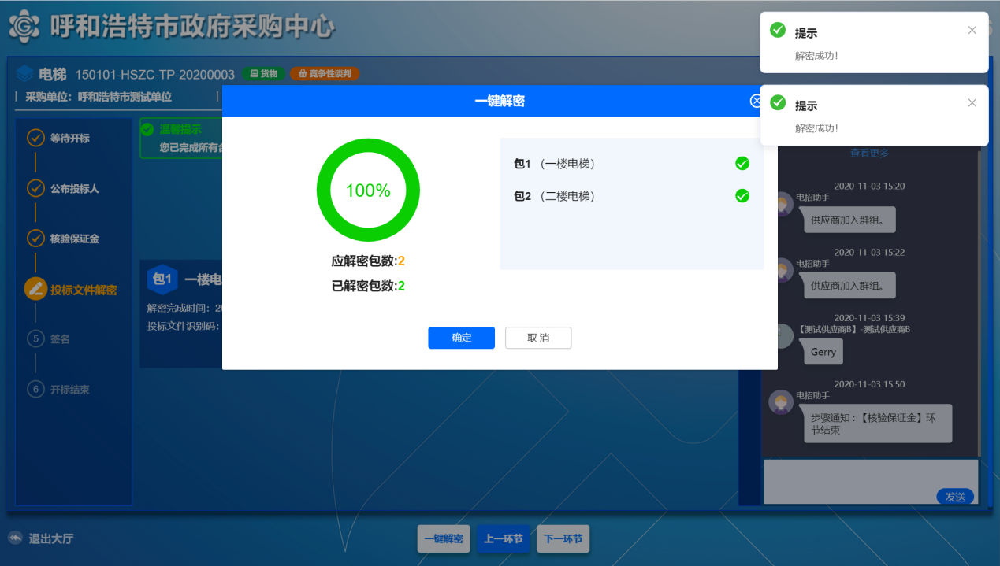 呼和浩特市政府采购中心
提示
解密成功!
提示
解密成功!
电梯 150101-HSZC-TP-20200003 货物 竞争性谈判
采购单位: 呼和浩特市测试单位
一键解密
等待开标
公布投标人
核验保证金
投标文件解密
5 签名
6 开标结束
温馨提示
您已完成所有
包1 一楼电
解密完成时间:
投标文件识别码:
100%
应解密包数:2
已解密包数:2
包1 (一楼电梯)
包2 (二楼电梯)
确定 取消
查看更多
2020-11-03 15:20
电招助手
供应商加入群组。
2020-11-03 15:22
电招助手
供应商加入群组。
2020-11-03 15:39
【测试供应商B】-测试供应商B
Gerry
2020-11-03 15:50
电招助手
步骤通知:【核验保证金】环
节结束
发送
退出大厅
一键解密 上一环节 下一环节